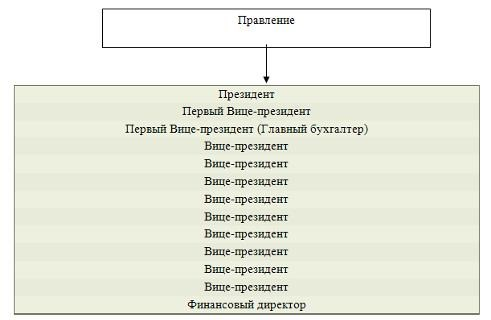 Правление
Президент
Первый Вице-президент
Первый Вице-президент (Главный бухгалтер)
Вице-президент
Вице-президент
Вице-президент
Вице-президент
Вице-президент
Вице-президент
Вице-президент
Вице-президент
Вице-президент
Финансовый директор